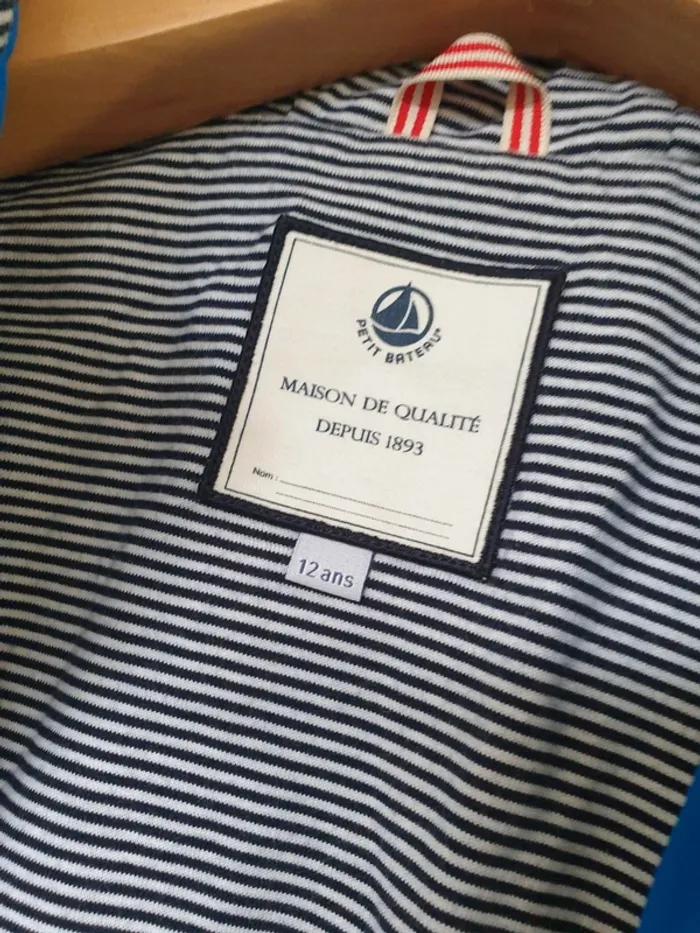 PETIT BATEAU
MAISON DE QUALITÉ
DEPUIS 1893
Nom :
12 ans